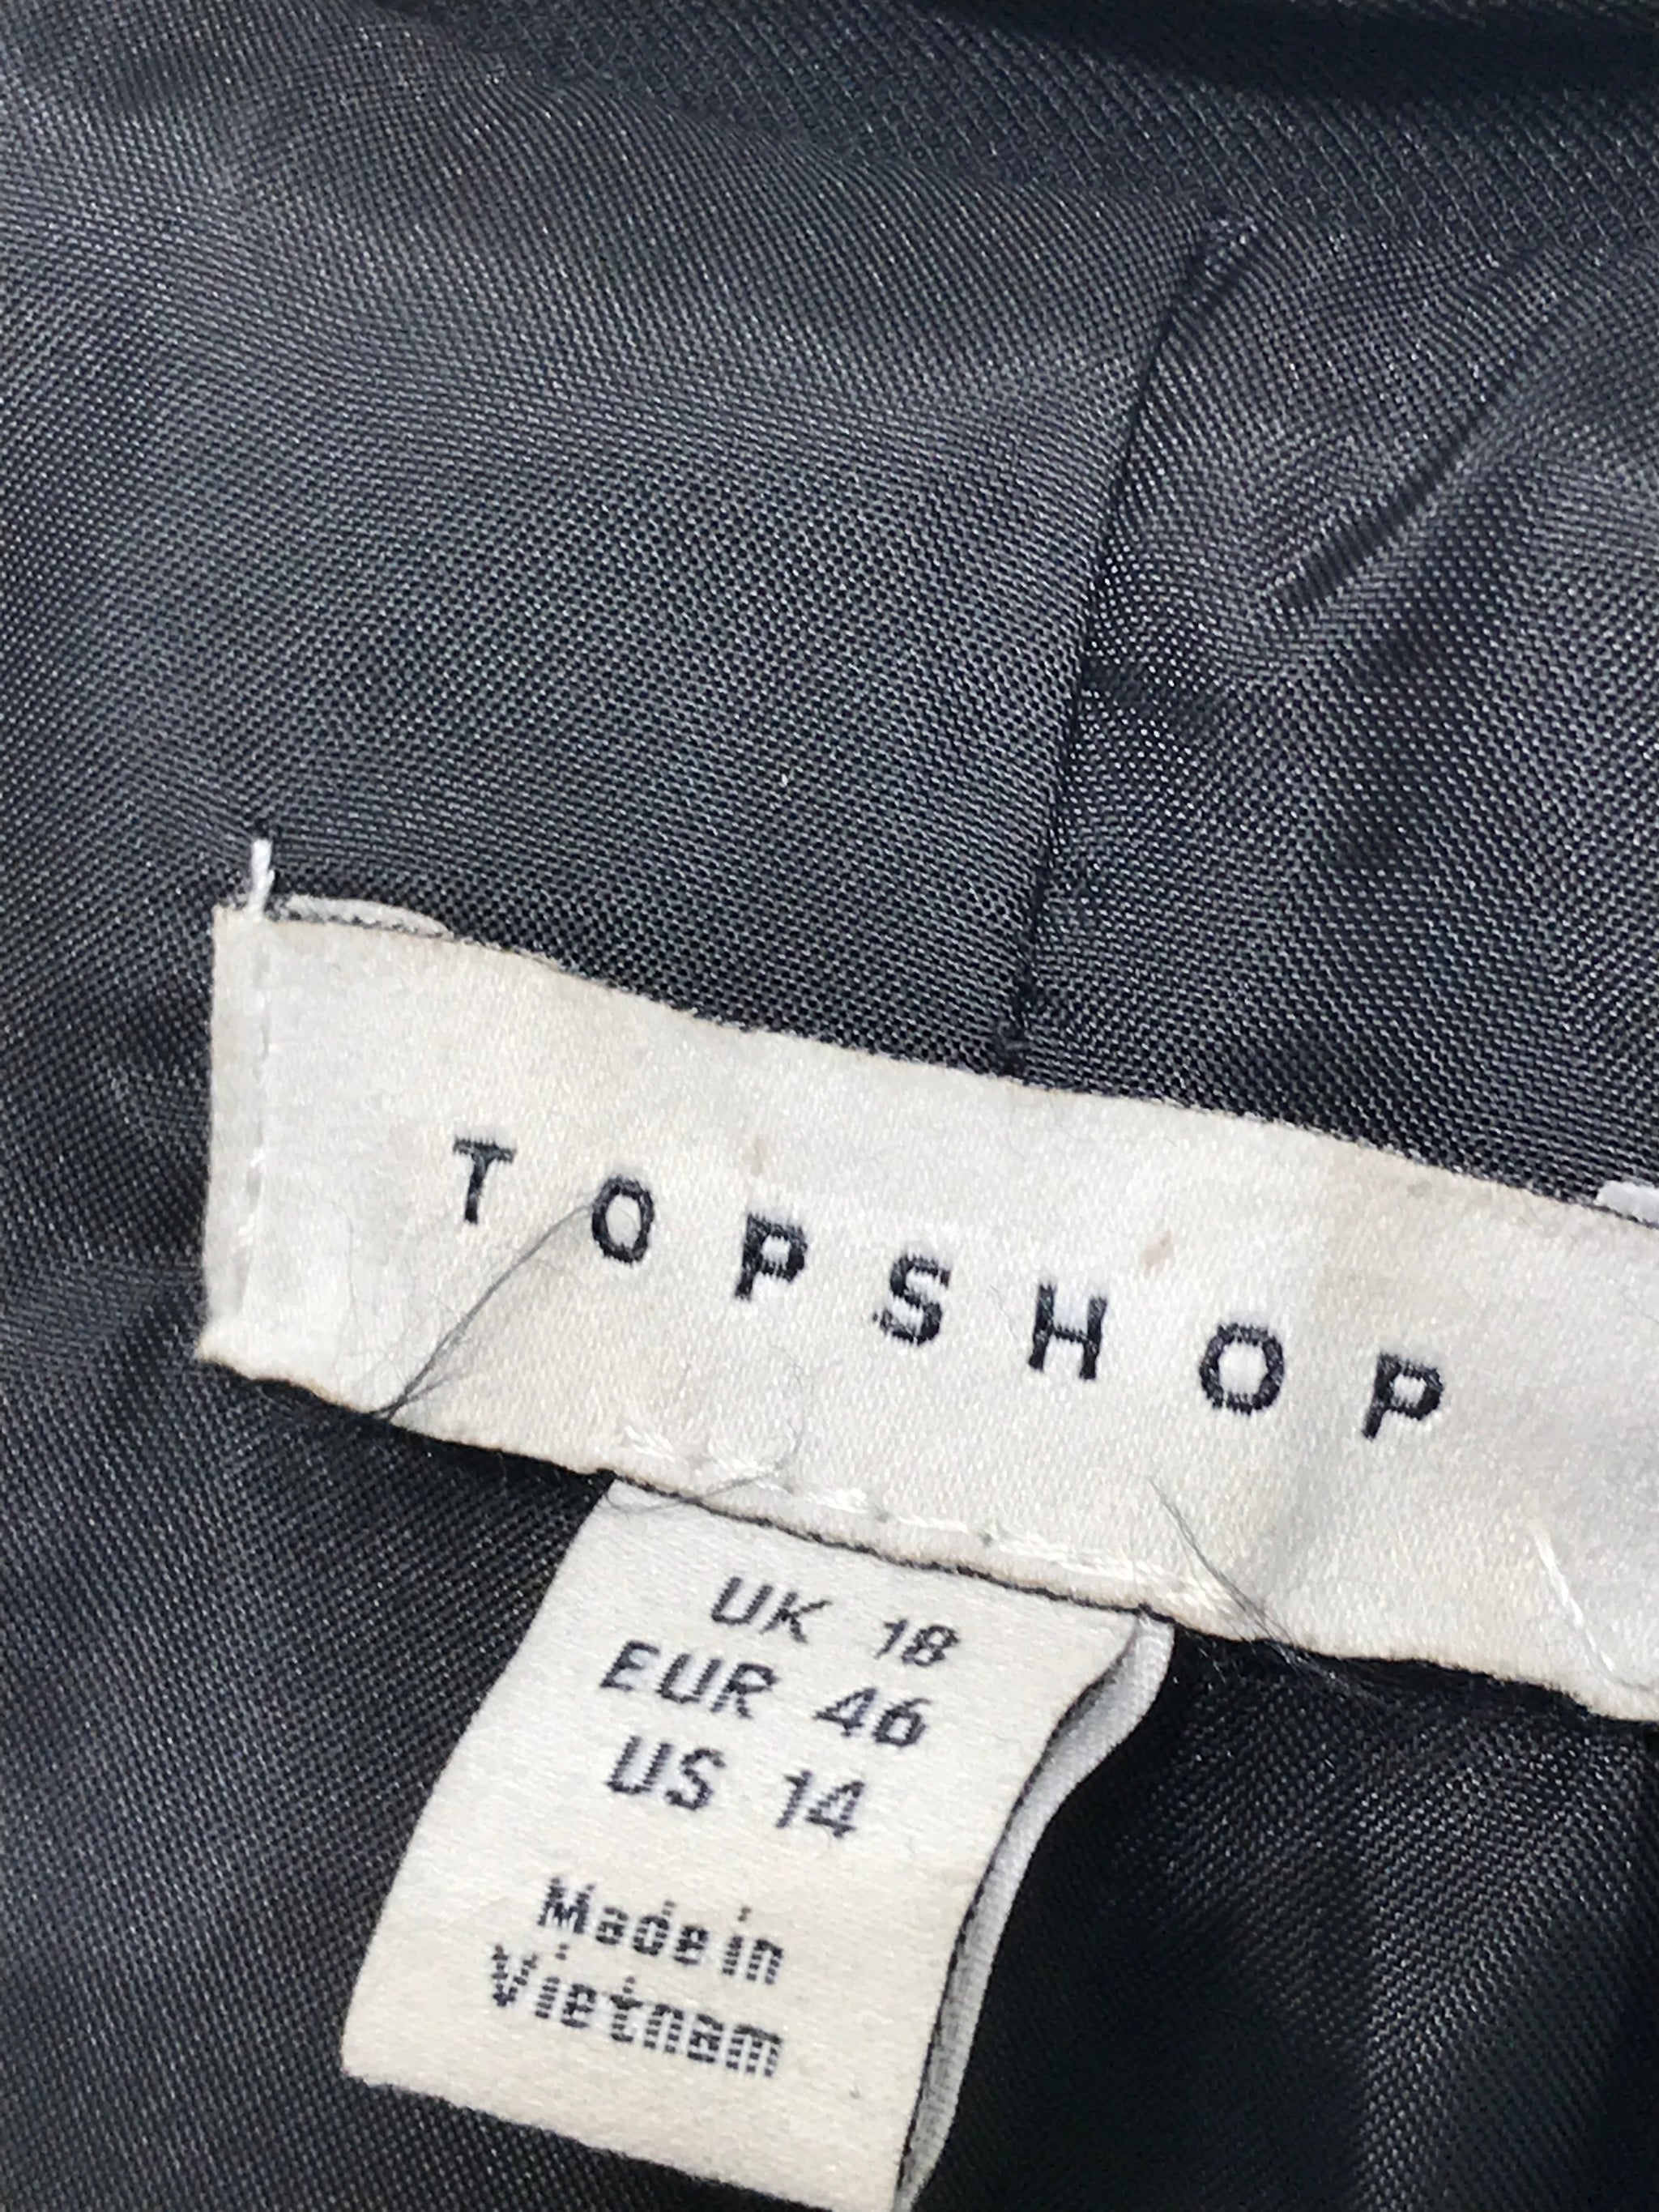 TOPSHOP
UK 18
EUR 46
US 14
Made in
Vietnam